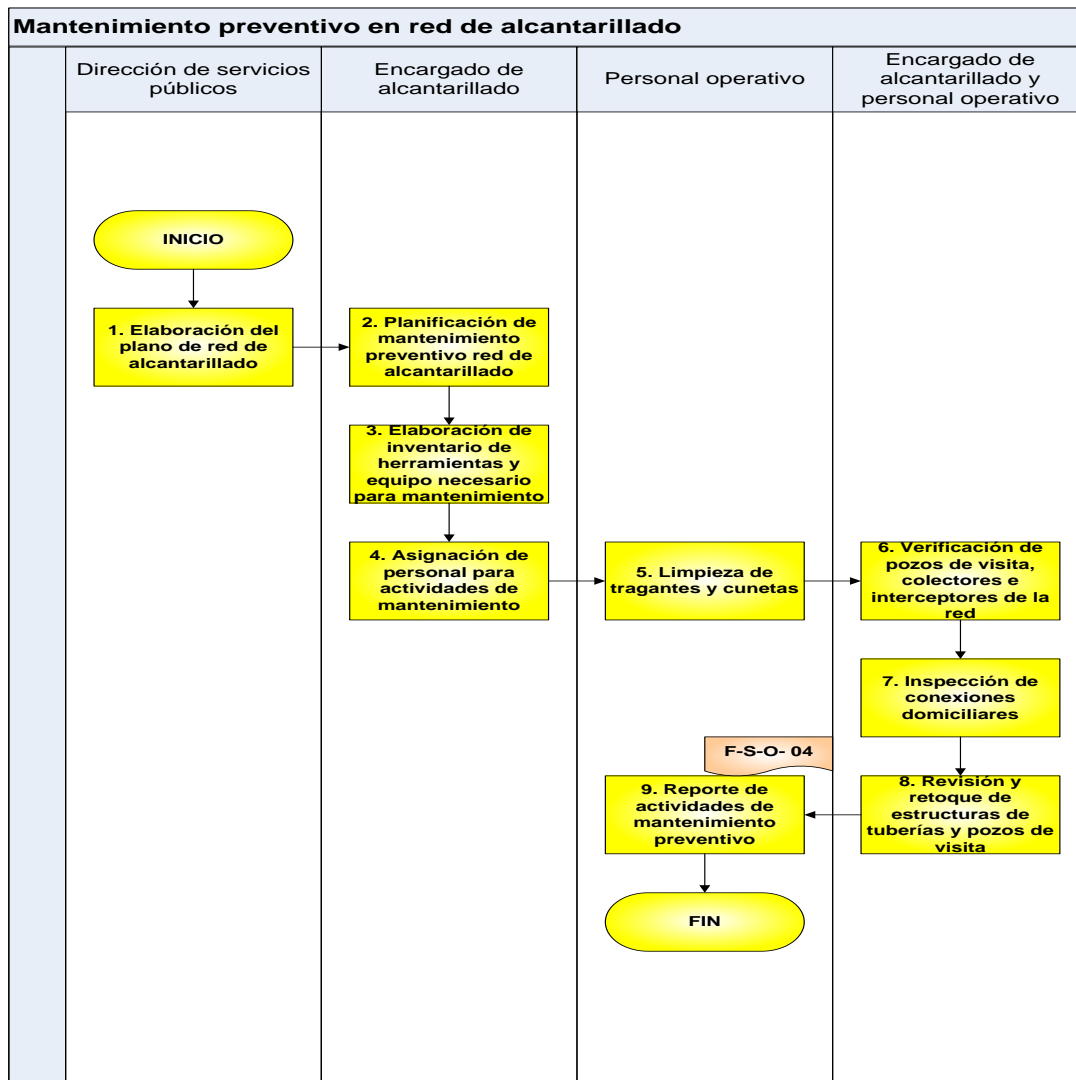 Mantenimiento preventivo en red de alcantarillado
Dirección de servicios
públicos
Encargado de
alcantarillado
Personal operativo
Encargado de
alcantarillado y
personal operativo
INICIO
1. Elaboración del
plano de red de
alcantarillado
2. Planificación de
mantenimiento
preventivo red de
alcantarillado
3. Elaboración de
inventario de
herramientas y
equipo necesario
para mantenimiento
4. Asignación de
personal para
actividades de
mantenimiento
5. Limpieza de
tragantes y cunetas
6. Verificación de
pozos de visita,
colectores e
interceptores de la
red
7. Inspección de
conexiones
domiciliares
8. Revisión y
retoque de
estructuras de
tuberías y pozos de
visita
F-S-O- 04
9. Reporte de
actividades de
mantenimiento
preventivo
FIN